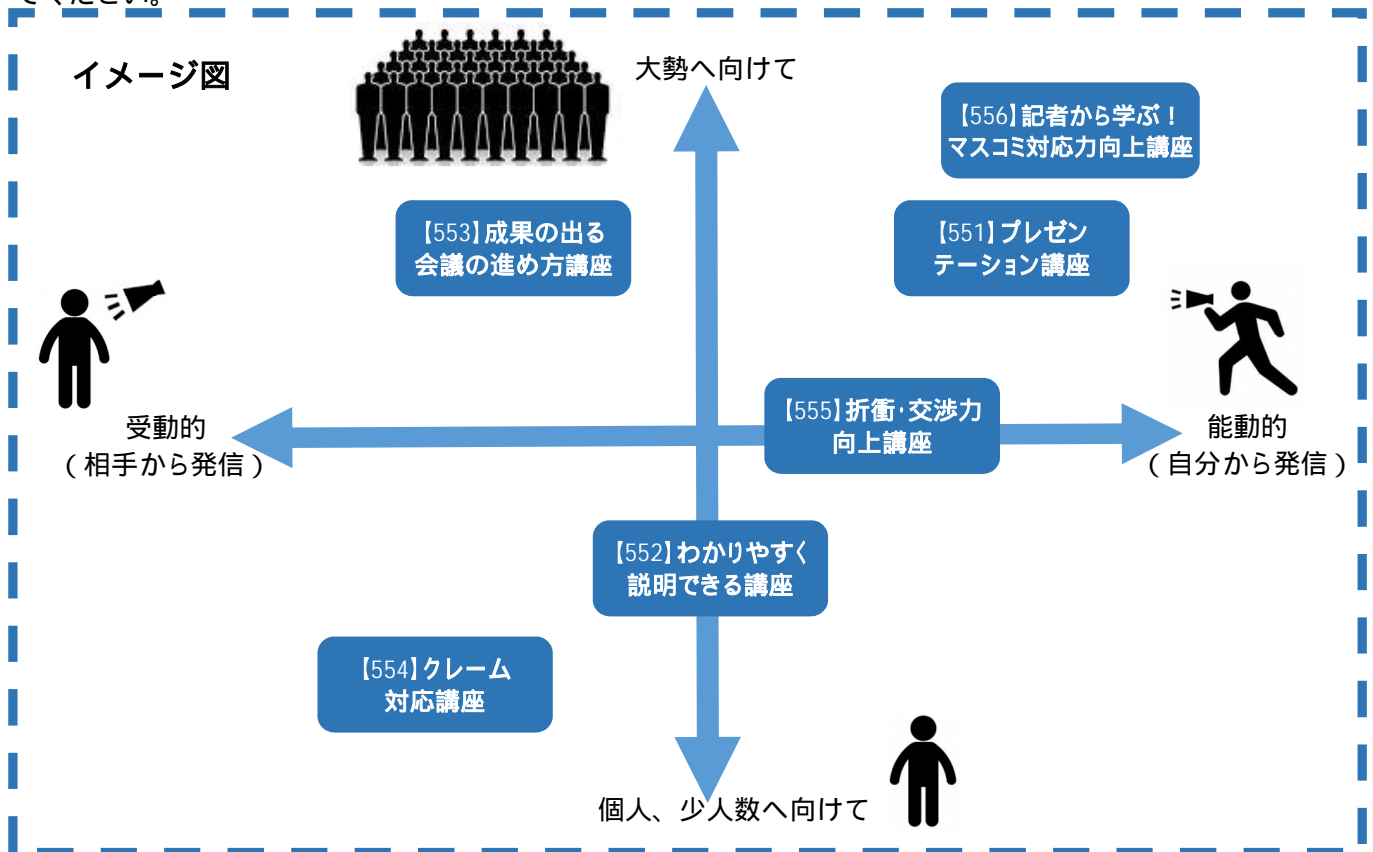 てください。
イメージ図
大勢へ向けて
【556】記者から学ぶ！
マスコミ対応力向上講座
【553】成果の出る
会議の進め方講座
【551】プレゼン
テーション講座
【555】折衝・交渉力
向上講座
受動的
（相手から発信）
能動的
（自分から発信）
【552】わかりやすく
説明できる講座
【554】クレーム
対応講座
個人、少人数へ向けて